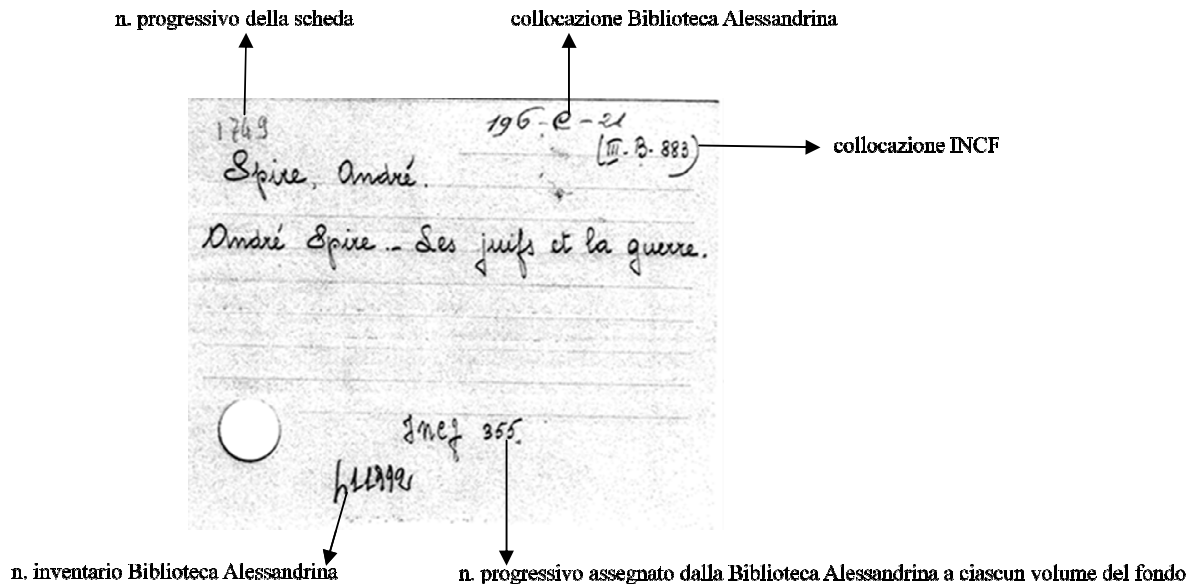 n. progressivo della scheda
collocazione Biblioteca Alessandrina
1749
196-C-21
(III-B-883)
collocazione INCF
Spire, André.
André Spire – Les juifs et la guerre.
Incf 355.
n. inventario Biblioteca Alessandrina
n. progressivo assegnato dalla Biblioteca Alessandrina a ciascun volume del fondo